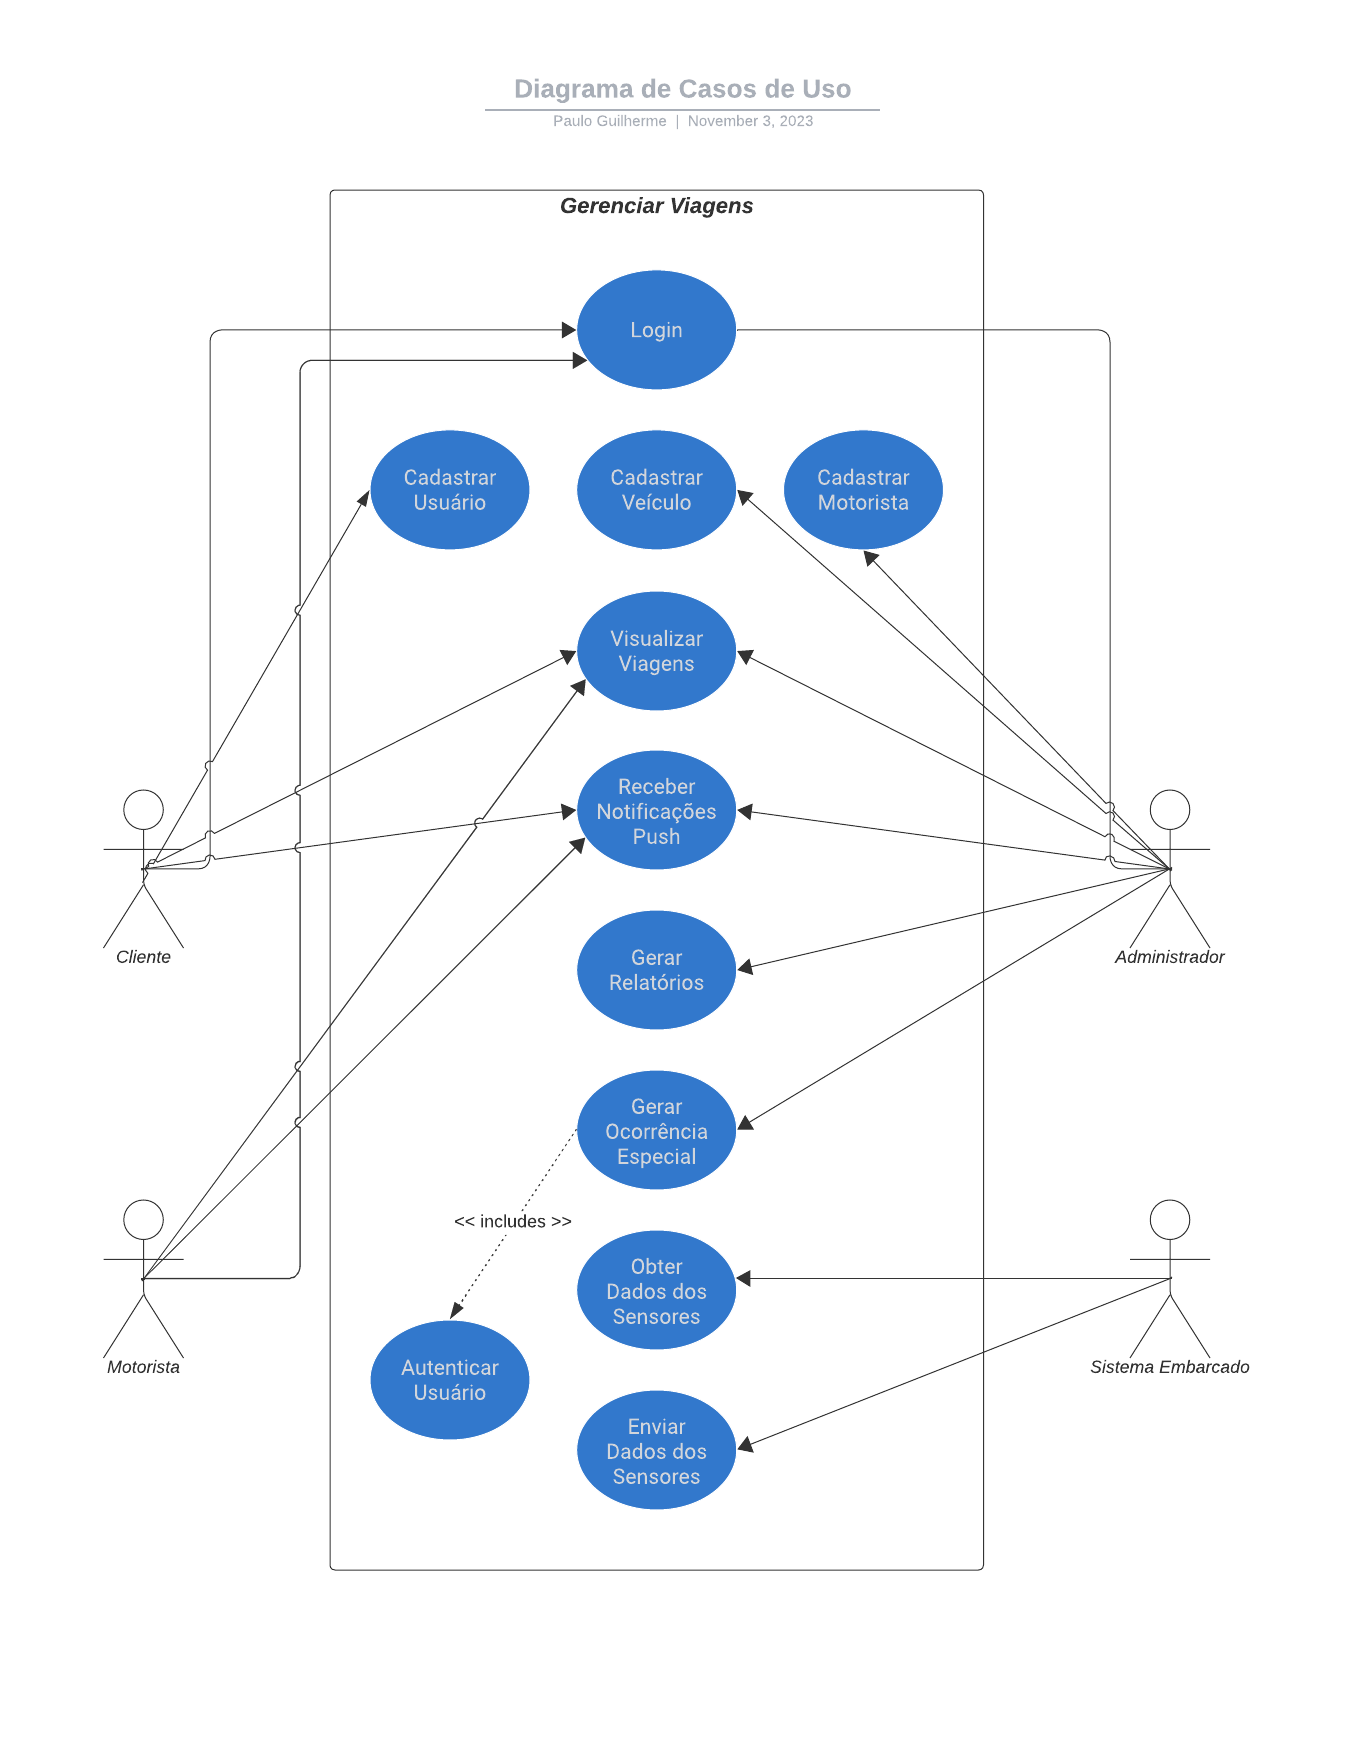 Diagrama de Casos de Uso
Paulo Guilherme | November 3, 2023
Gerenciar Viagens
Login
Cadastrar
Usuário
Cadastrar
Veículo
Cadastrar
Motorista
Visualizar
Viagens
Receber
Notificações
Push
Cliente
Administrador
Gerar
Relatórios
Gerar
Ocorrência
Especial
<< includes >>
Obter
Dados dos
Sensores
Motorista
Sistema Embarcado
Autenticar
Usuário
Enviar
Dados dos
Sensores